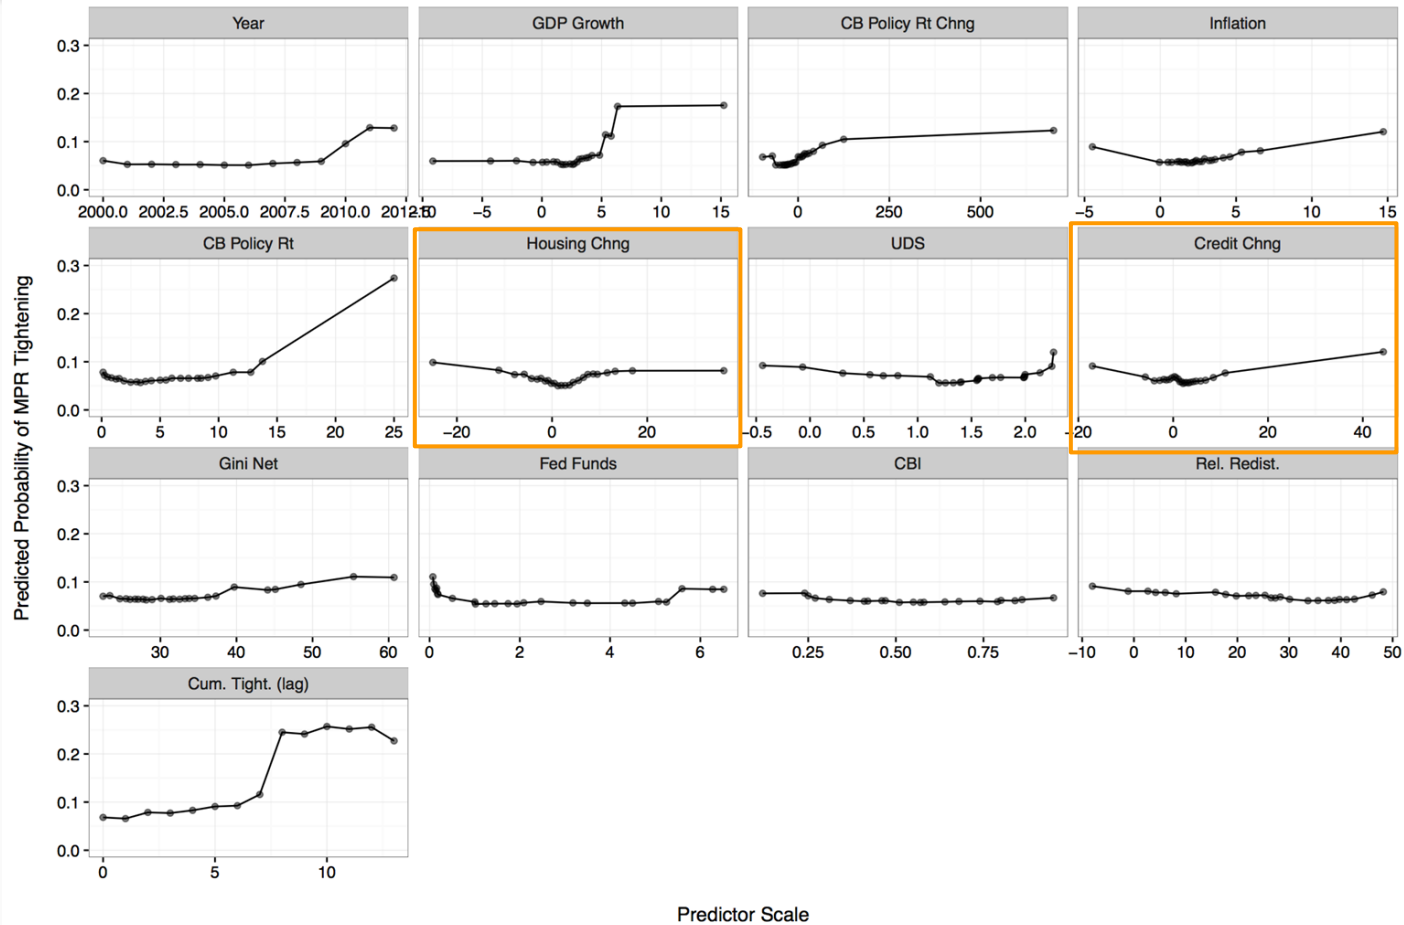 Year GDP Growth CB Policy Rt Chng Inflation
0.3
0.2
0.1
0.0
2000.0 2002.5 2005.0 2007.5 2010.0 2012.5 −5 0 5 10 15 0 250 500 −5 0 5 10 15
CB Policy Rt Housing Chng UDS Credit Chng
0.3
0.2
0.1
0.0
0 5 10 15 20 25 −20 0 20 −0.5 0.0 0.5 1.0 1.5 2.0 −20 0 20 40
Gini Net Fed Funds CBI Rel. Redist.
0.3
0.2
0.1
0.0
30 40 50 60 0 2 4 6 0.25 0.50 0.75 −10 0 10 20 30 40 50
Cum. Tight. (lag)
0.3
0.2
0.1
0.0
0 5 10
Predicted Probability of MPR Tightening
Predictor Scale